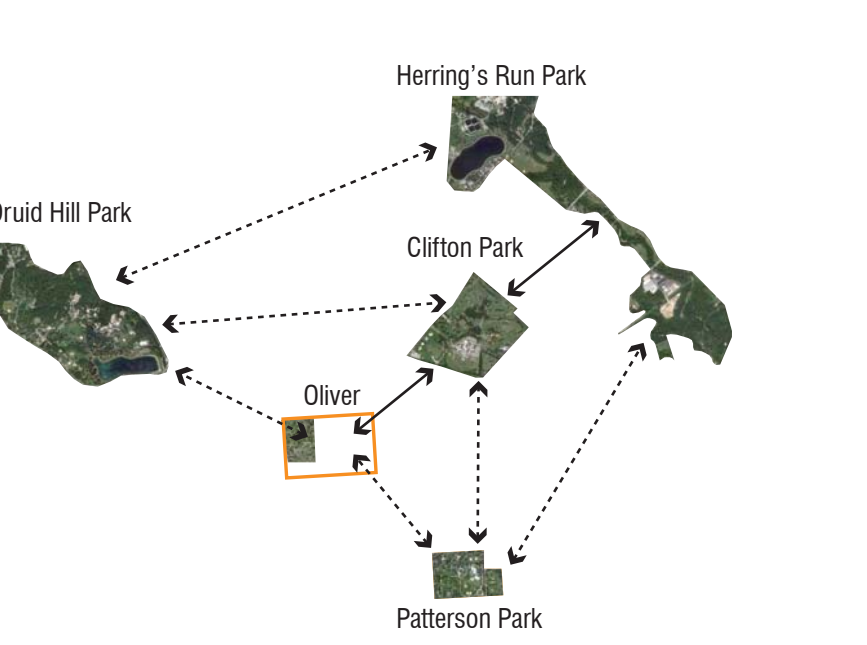 Herring's Run Park
Druid Hill Park
Clifton Park
Oliver
Patterson Park